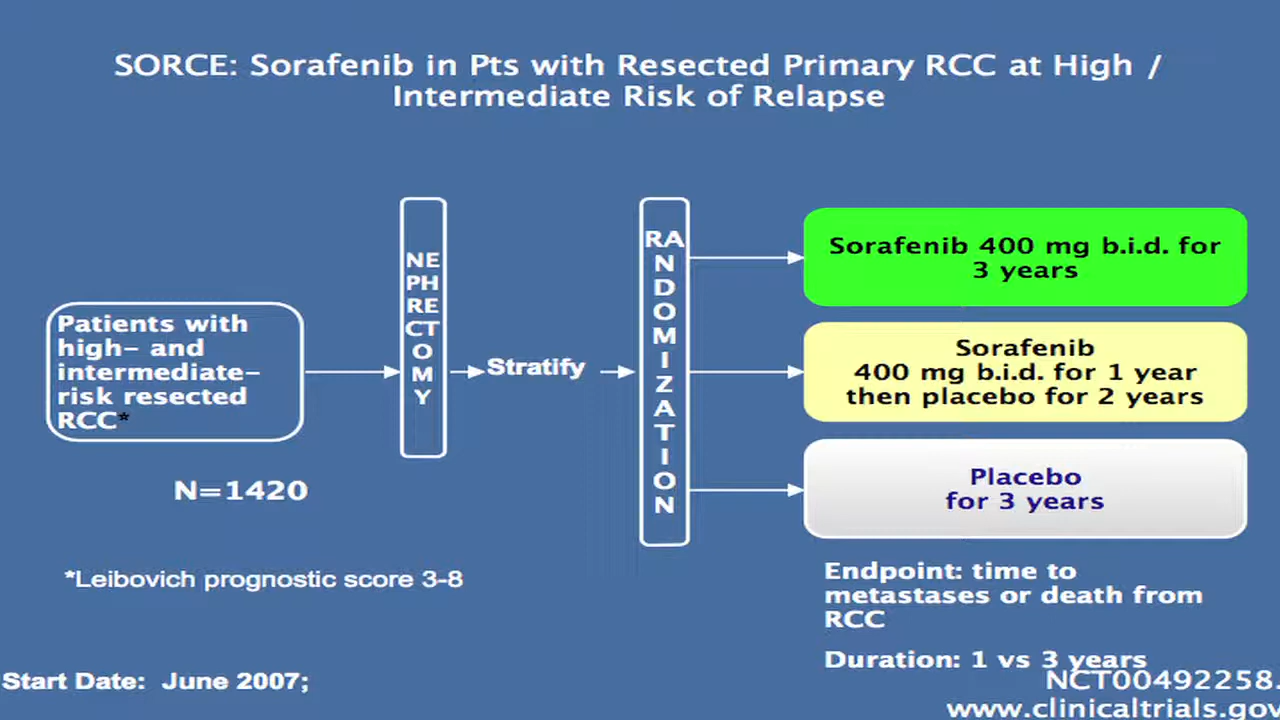 SORCE: Sorafenib in Pts with Resected Primary RCC at High /
Intermediate Risk of Relapse
Patients with
high– and
intermediate–
risk resected
RCC*
N=1420
NE
PH
RE
CT
O
M
Y
Stratify
RA
N
D
O
M
I
Z
A
T
I
O
N
Sorafenib 400 mg b.i.d. for
3 years
Sorafenib
400 mg b.i.d. for 1 year
then placebo for 2 years
Placebo
for 3 years
*Leibovich prognostic score 3-8
Endpoint: time to
metastases or death from
RCC
Duration: 1 vs 3 years
Start Date: June 2007;
NCT00492258.
www.clinicaltrials.gov